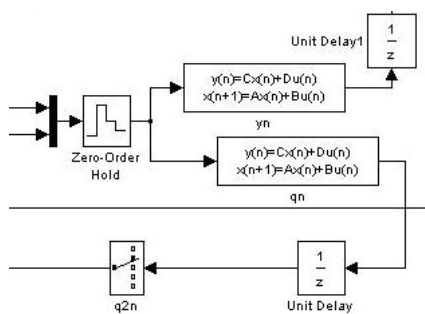 Unit Delay1
1
z
y(n)=Cx(n)+Du(n)
x(n+1)=Ax(n)+Bu(n)
yn
Zero-Order
Hold
y(n)=Cx(n)+Du(n)
x(n+1)=Ax(n)+Bu(n)
qn
q2n
1
z
Unit Delay